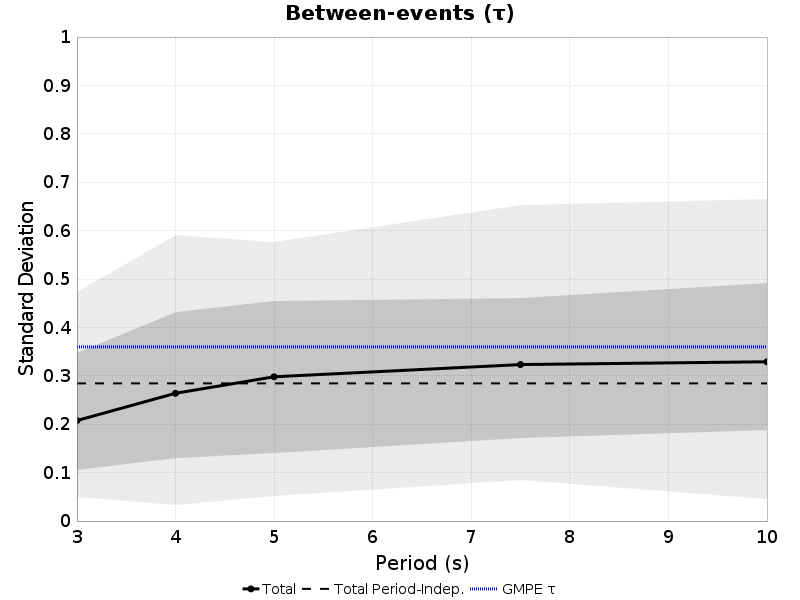 Between-events (τ)
Standard Deviation
1
0.9
0.8
0.7
0.6
0.5
0.4
0.3
0.2
0.1
0
3 4 5 6 7 8 9 10
Period (s)
Total Total Period-Indep. GMPE τ